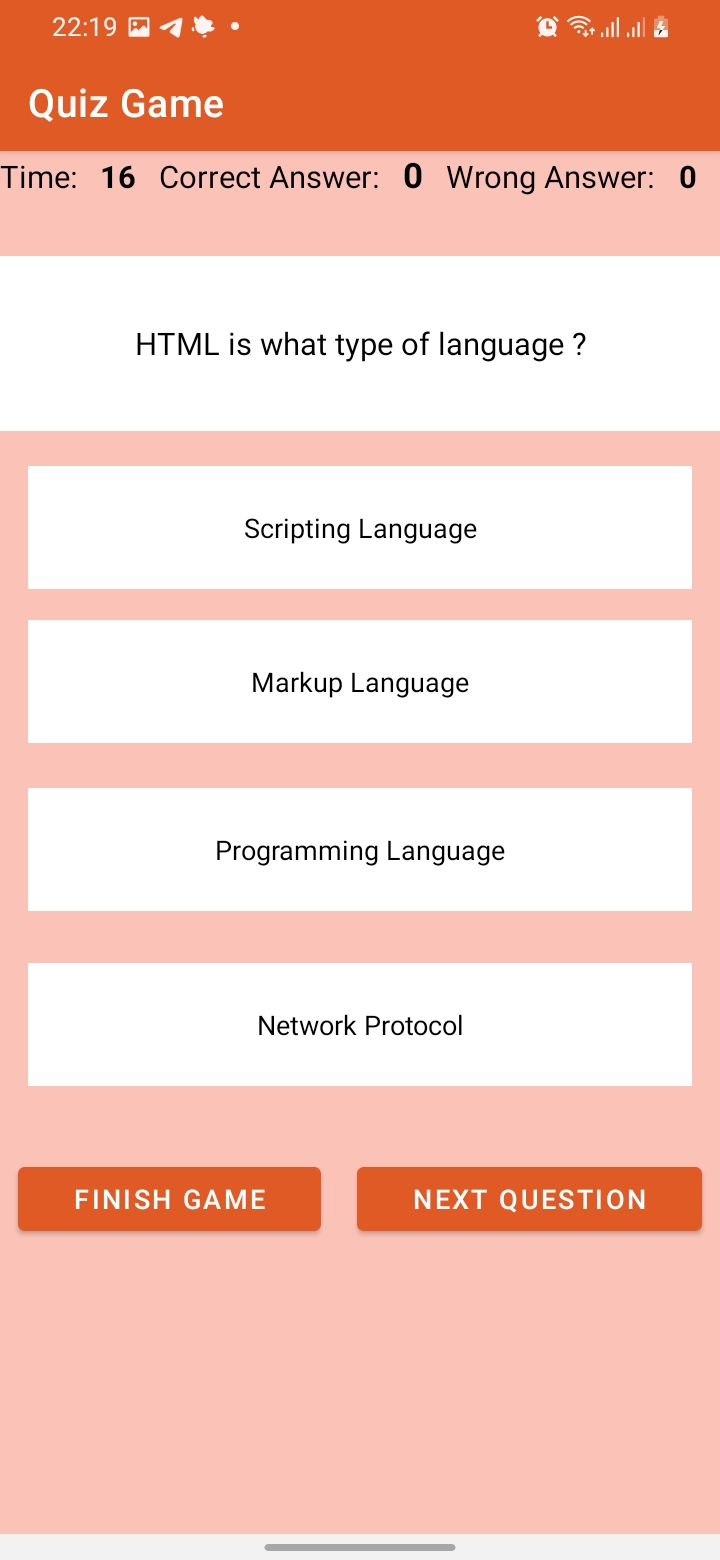 22:19
Quiz Game
Time: 16 Correct Answer: 0 Wrong Answer: 0
HTML is what type of language ?
Scripting Language
Markup Language
Programming Language
Network Protocol
FINISH GAME NEXT QUESTION